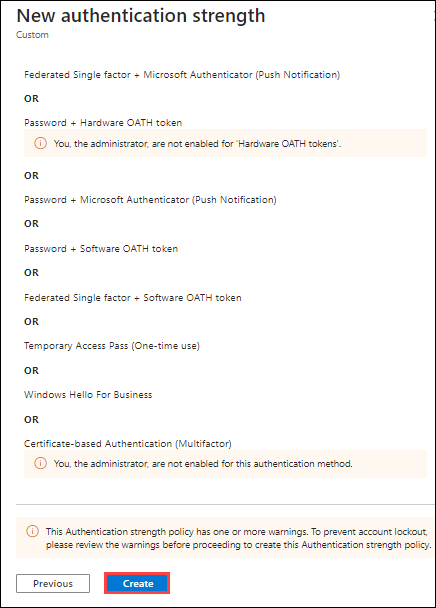 New authentication strength
Custom
Federated Single factor + Microsoft Authenticator (Push Notification)
OR
Password + Hardware OATH token
You, the administrator, are not enabled for 'Hardware OATH tokens'.
OR
Password + Microsoft Authenticator (Push Notification)
OR
Password + Software OATH token
OR
Federated Single factor + Software OATH token
OR
Temporary Access Pass (One-time use)
OR
Windows Hello For Business
OR
Certificate-based Authentication (Multifactor)
You, the administrator, are not enabled for this authentication method.
This Authentication strength policy has one or more warnings. To prevent account lockout,
please review the warnings before proceeding to create this Authentication strength policy.
Previous
Create